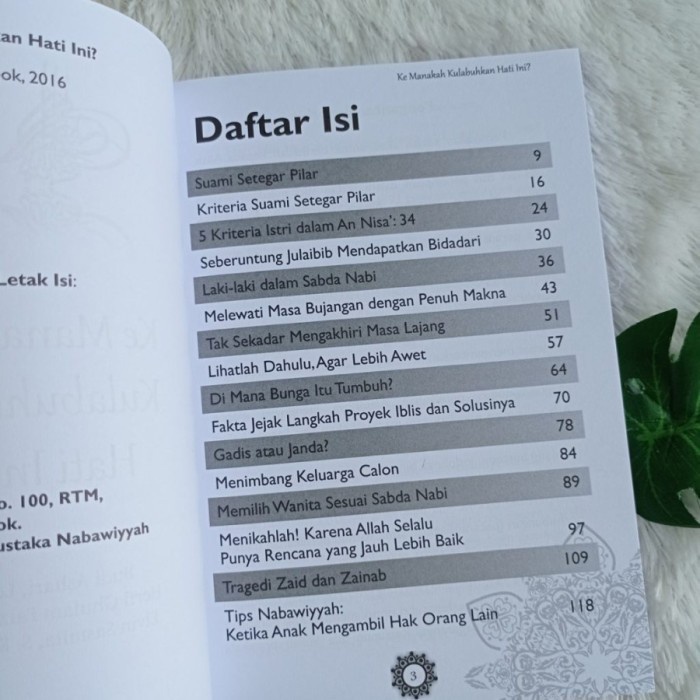 an Hati Ini?
ok, 2016
Letak Isi:
o. 100, RTM,
ok.
ustaka Nabawiyyah
Ke Manakah Kulabuhkan Hati Ini?
Daftar Isi
Suami Setegar Pilar 9
Kriteria Suami Setegar Pilar 16
5 Kriteria Istri dalam An Nisa': 34 24
Seberuntung Julaibib Mendapatkan Bidadari 30
Laki-laki dalam Sabda Nabi 36
Melewati Masa Bujangan dengan Penuh Makna 43
Tak Sekadar Mengakhiri Masa Lajang 51
Lihatlah Dahulu, Agar Lebih Awet 57
Di Mana Bunga Itu Tumbuh? 64
Fakta Jejak Langkah Proyek Iblis dan Solusinya 70
Gadis atau Janda? 78
Menimbang Keluarga Calon 84
Memilih Wanita Sesuai Sabda Nabi 89
Menikahlah! Karena Allah Selalu
Punya Rencana yang Jauh Lebih Baik 97
Tragedi Zaid dan Zainab 109
Tips Nabawiyyah:
Ketika Anak Mengambil Hak Orang Lain 118
3